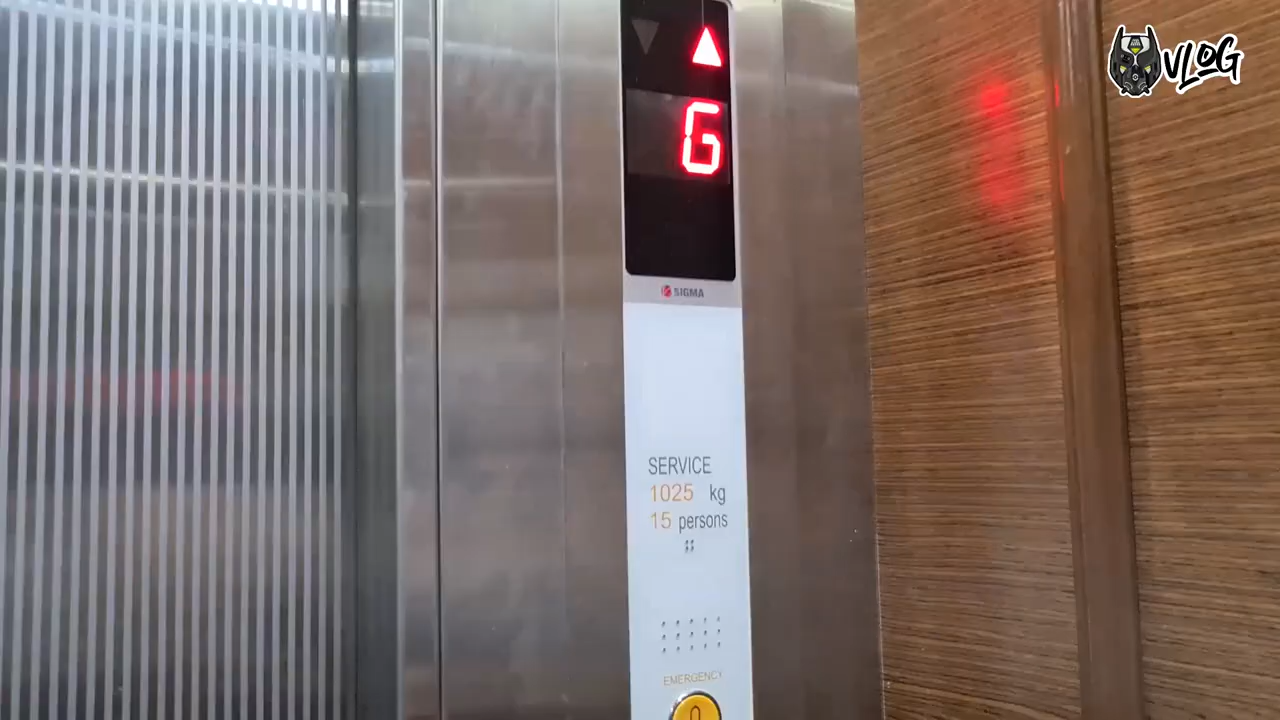 VLOG
G
SIGMA
SERVICE
1025 kg
15 persons
EMERGENCY